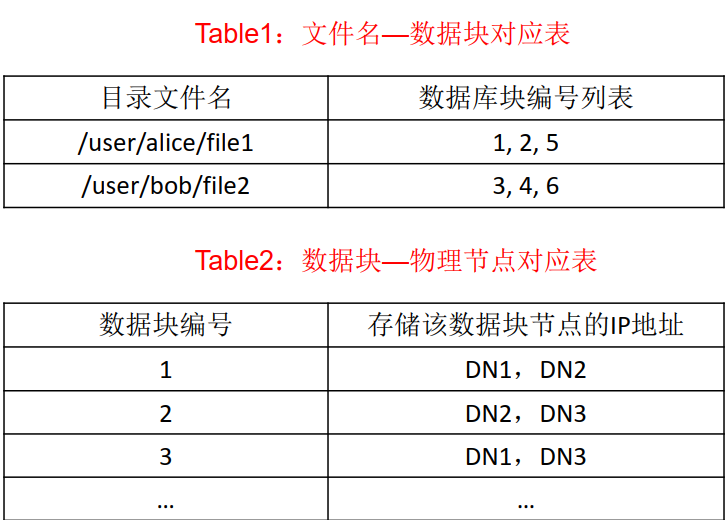 Table1：文件名—数据块对应表
目录文件名 数据库块编号列表
/user/alice/file1 1, 2, 5
/user/bob/file2 3, 4, 6
Table2：数据块—物理节点对应表
数据块编号 存储该数据块节点的IP地址
1 DN1，DN2
2 DN2，DN3
3 DN1，DN3
... ...